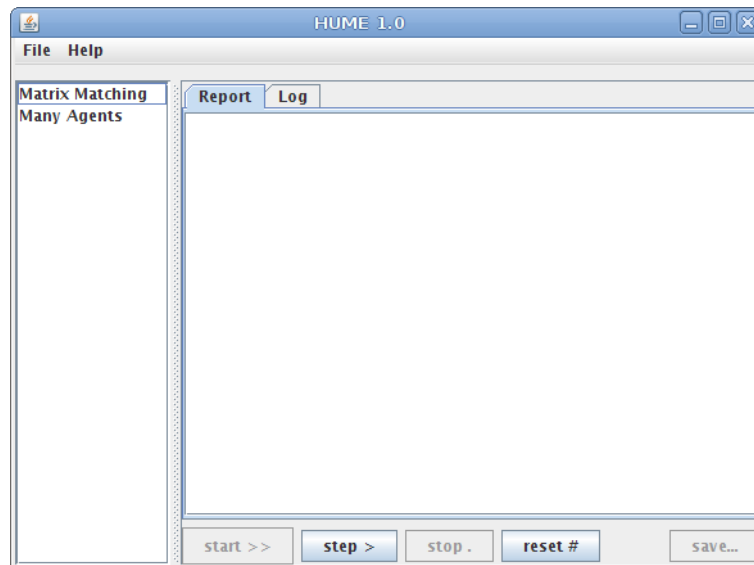 HUME 1.0
File Help
Matrix Matching
Many Agents
Report Log
start >> step > stop . reset # save...